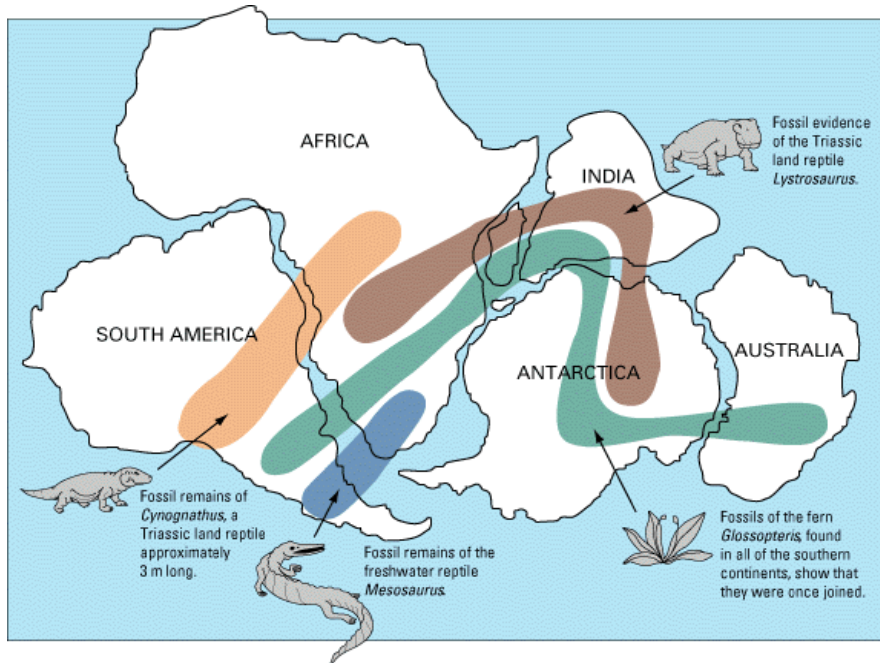 AFRICA
INDIA
Fossil evidence
of the Triassic
land reptile
Lystrosaurus.
SOUTH AMERICA
ANTARCTICA
AUSTRALIA
Fossil remains of
Cynognathus, a
Triassic land reptile
approximately
3 m long.
Fossil remains of the
freshwater reptile
Mesosaurus.
Fossils of the fern
Glossopteris, found
in all of the southern
continents, show that
they were once joined.